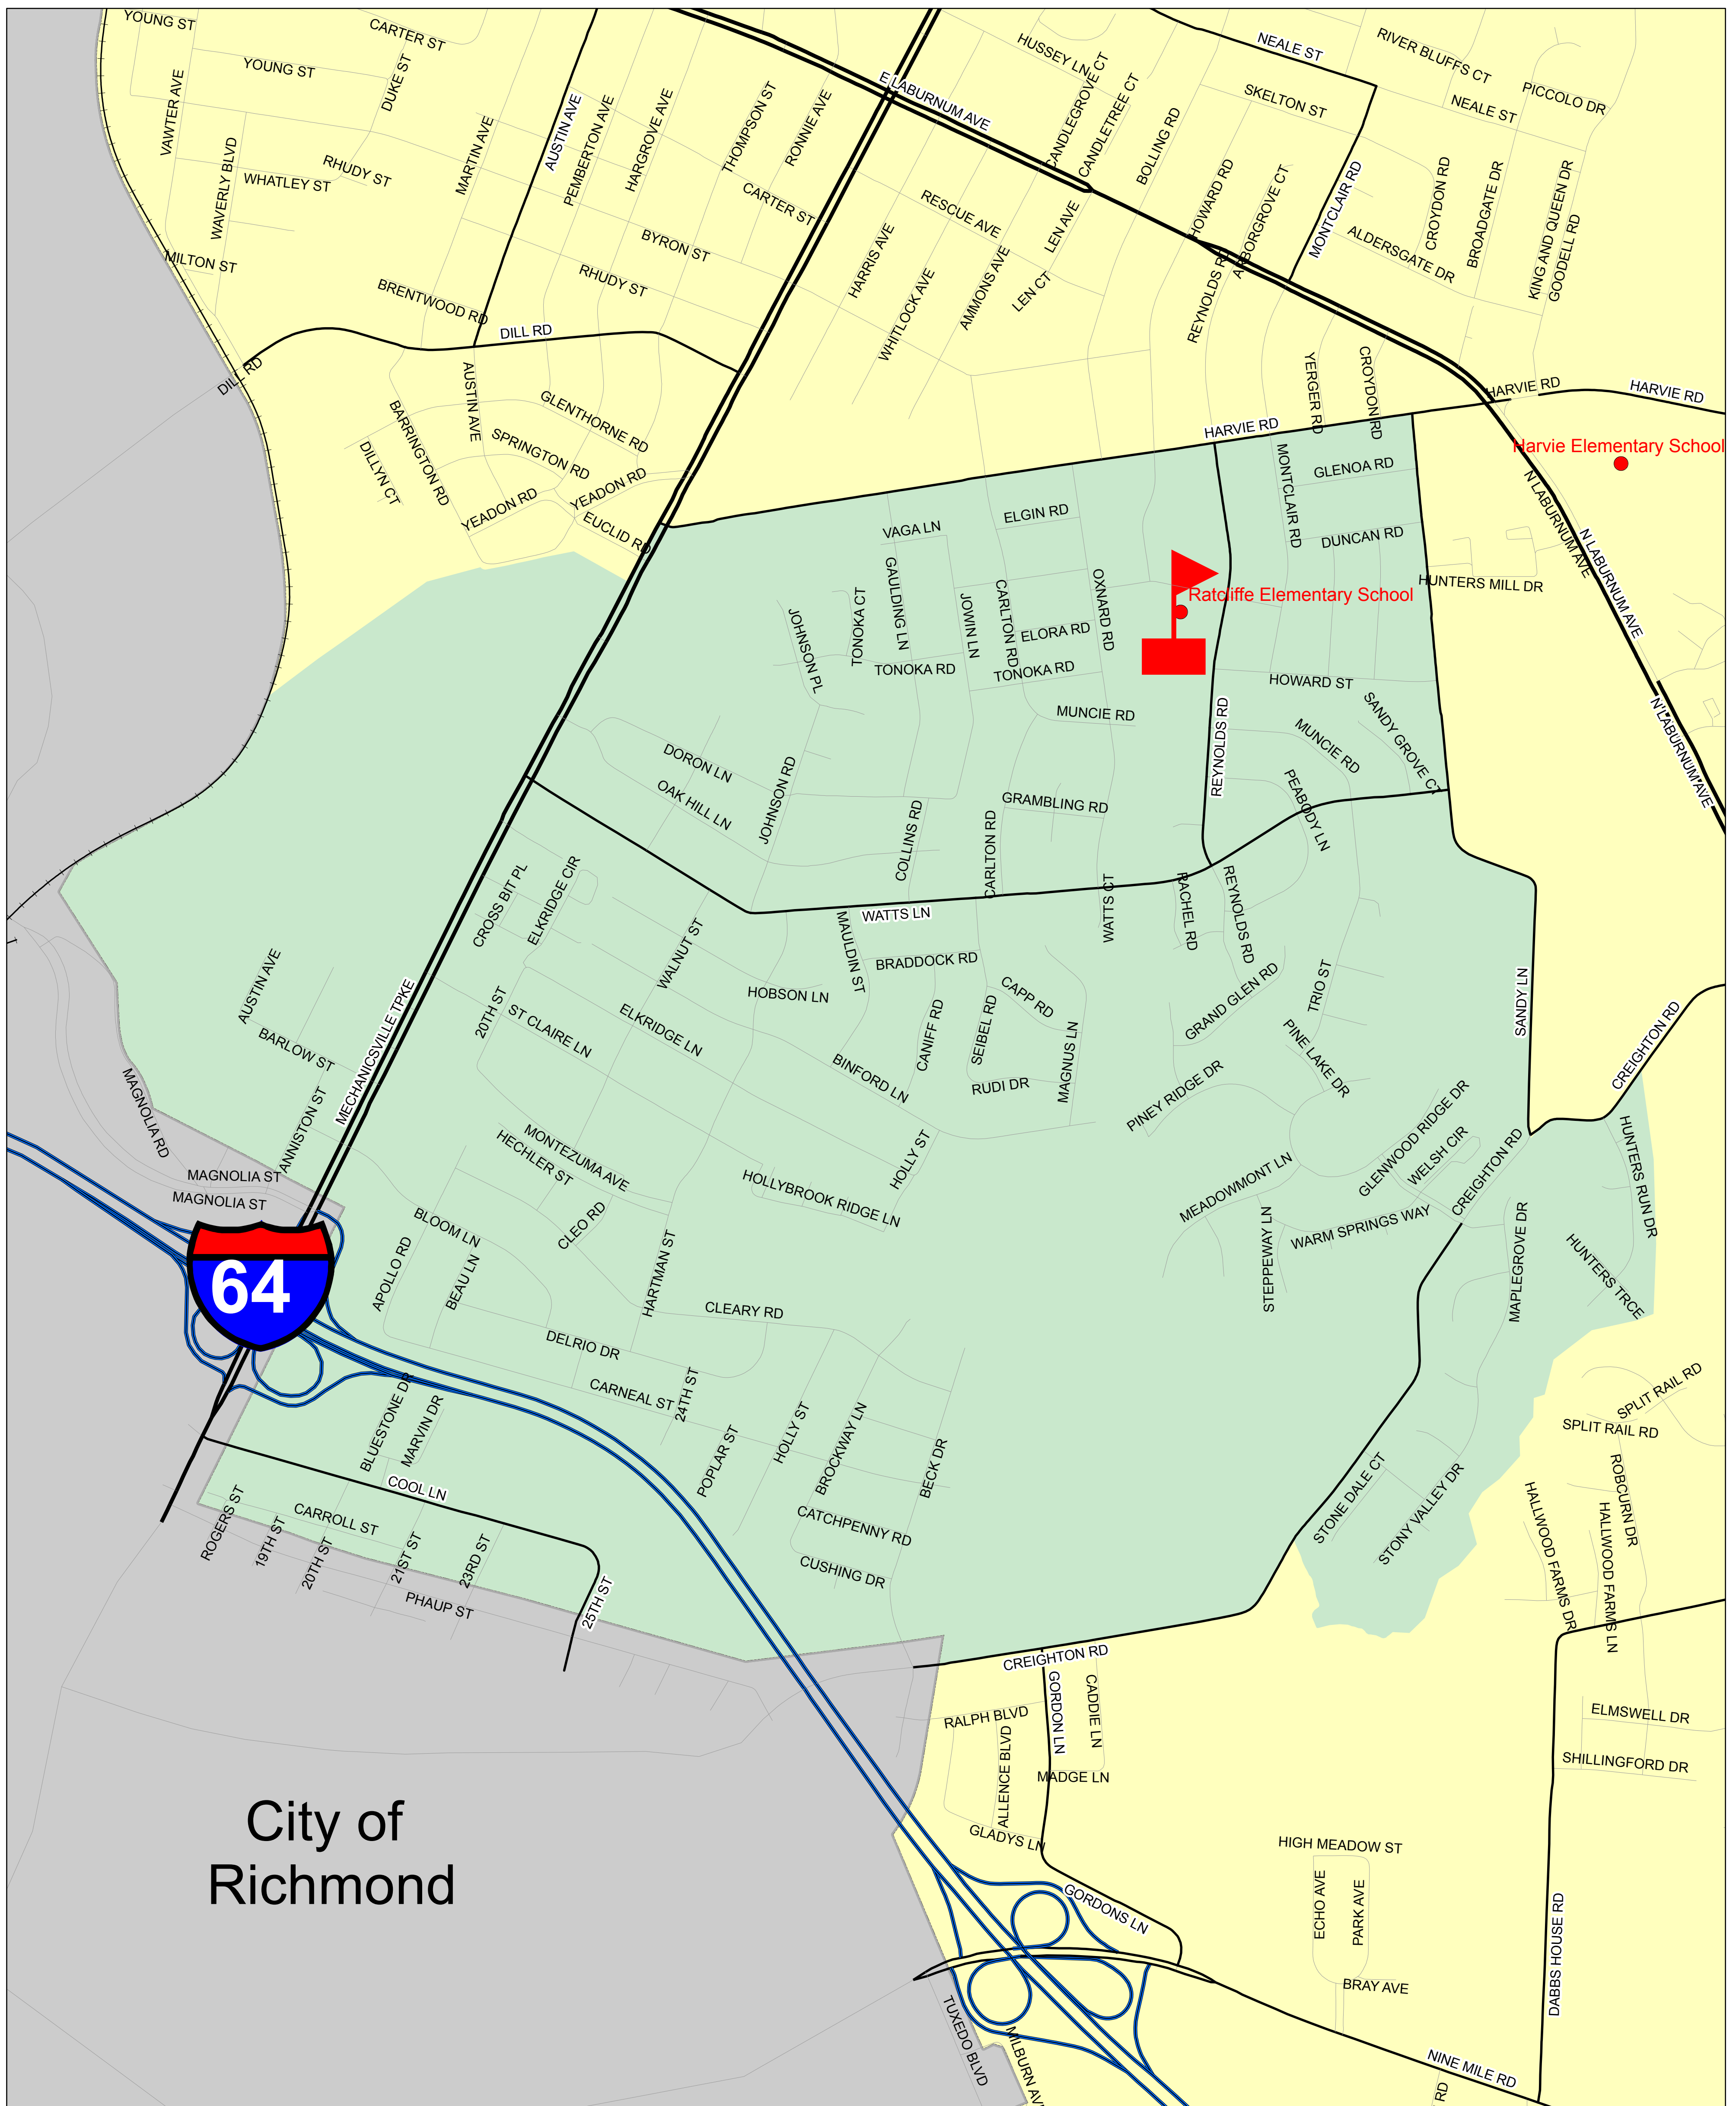 YOUNG ST
CARTER ST
HUSSEY LN
NEALE ST
RIVER BLUFFS CT
YOUNG ST
DUKE ST
E LABURNUM AVE
PICCOLO DR
VAWTER AVE
AUSTIN AVE
PEMBERTON AVE
HARGROVE AVE
THOMPSON ST
RONNIE AVE
CANDLEGROVE CT
CANDLETREE CT
BOLLING RD
SKELTON ST
NEALE ST
WAVERLY BLVD
WHATLEY ST
RHUDY ST
MARTIN AVE
CARTER ST
RESCUE AVE
LEN AVE
HOWARD RD
ARBORGROVE CT
MONTCLAIR RD
CROYDON RD
BROADGATE DR
KING AND QUEEN DR
GOODELL RD
MILTON ST
BYRON ST
RHUDY ST
HARRIS AVE
WHITLOCK AVE
AMMONS AVE
LEN CT
REYNOLDS RD
ALDERSGATE DR
BRENTWOOD RD
DILL RD
DILL RD
AUSTIN AVE
YERGER RD
CROYDON RD
HARVIE RD
HARVIE RD
BARRINGTON RD
GLENTHORNE RD
HARVIE RD
DILLYN CT
SPRINGTON RD
YEADON RD
YEADON RD
EUCLID RD
Harvie Elementary School
MONTCLAIR RD
GLENOA RD
N LABURNUM AVE
N LABURNUM AVE
VAGA LN
ELGIN RD
DUNCAN RD
HUNTERS MILL DR
GAULDING LN
TONOKA CT
JOHNSON PL
JOWIN LN
CARLTON RD
OXNARD RD
Ratcliffe Elementary School
ELORA RD
TONOKA RD
TONOKA RD
HOWARD ST
MUNCIE RD
REYNOLDS RD
MUNCIE RD
SANDY GROVE CT
N LABURNUM AVE
DORON LN
OAK HILL LN
JOHNSON RD
COLLINS RD
CARLTON RD
GRAMBLING RD
PEABODY LN
CROSS BIT PL
ELKRIDGE CIR
WATTS LN
WATTS CT
RACHEL RD
REYNOLDS RD
WALNUT ST
MAULDIN ST
BRADDOCK RD
AUSTIN AVE
MECHANICSVILLE TPKE
HOBSON LN
CAPP RD
GRAND GLEN RD
TRIO ST
SANDY LN
20TH ST
ST CLAIRE LN
ELKRIDGE LN
CANIFF RD
SEIBEL RD
MAGNUS LN
PINE LAKE DR
CREIGHTON RD
BARLOW ST
BINFORD LN
RUDI DR
PINEY RIDGE DR
MAGNOLIA RD
ANNISTON ST
MONTEZUMA AVE
HECHLER ST
HOLLY ST
GLENWOOD RIDGE DR
WELSH CIR
CREIGHTON RD
HUNTERS RUN DR
MAGNOLIA ST
MAGNOLIA ST
HOLLYBROOK RIDGE LN
MEADOWMONT LN
BLOOM LN
CLEO RD
STEPPEWAY LN
WARM SPRINGS WAY
MAPLEGROVE DR
HUNTERS TRCE
64
APOLLO RD
BEAU LN
HARTMAN ST
CLEARY RD
DELRIO DR
CARNEAL ST
24TH ST
SPLIT RAIL RD
SPLIT RAIL RD
BLUESTONE DR
MARVIN DR
POPLAR ST
HOLLY ST
BROCKWAY LN
BECK DR
COOL LN
STONE DALE CT
STONY VALLEY DR
ROBCURN DR
HALLWOOD FARMS DR
HALLWOOD FARMS LN
ROGERS ST
CARROLL ST
19TH ST
20TH ST
21ST ST
23RD ST
CATCHPENNY RD
CUSHING DR
PHAUP ST
25TH ST
CREIGHTON RD
GORDON LN
CADDIE LN
RALPH BLVD
ALLENCE BLVD
ELMSWELL DR
MADGE LN
SHILLINGFORD DR
City of
Richmond
GLADYS LN
HIGH MEADOW ST
GORDONS LN
ECHO AVE
PARK AVE
DABBS HOUSE RD
BRAY AVE
TUXEDO BLVD
MILBURN AV
NINE MILE RD
RD